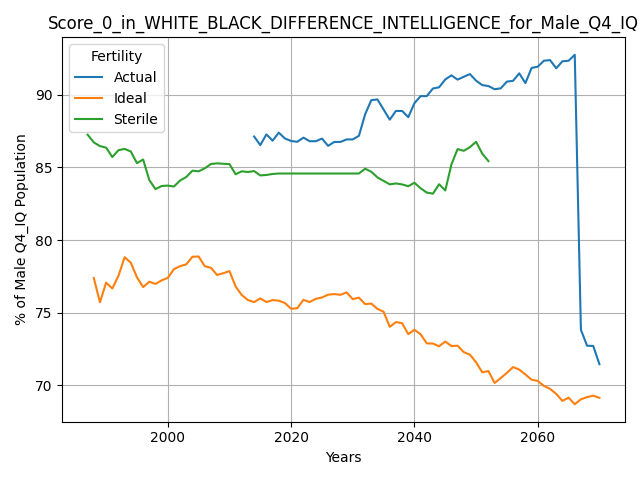 Score_0_in_WHITE_BLACK_DIFFERENCE_INTELLIGENCE_for_Male_Q4_IQ
Fertility
Actual
Ideal
Sterile
% of Male Q4_IQ Population
90
85
80
75
70
2000
2020
2040
2060
Years